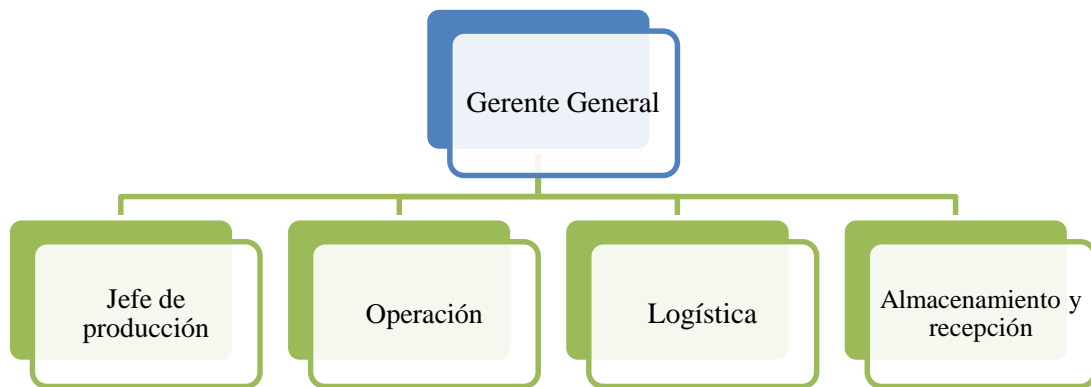 Gerente General
Jefe de
producción
Operación
Logística
Almacenamiento y
recepción